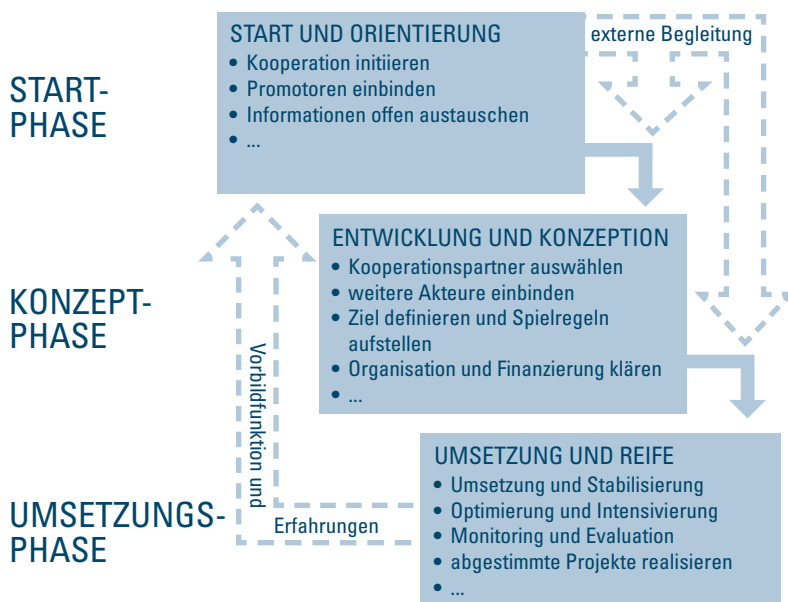 START-
PHASE
START UND ORIENTIERUNG
• Kooperation initiieren
• Promotoren einbinden
• Informationen offen austauschen
• ...
externe Begleitung
KONZEPT-
PHASE
ENTWICKLUNG UND KONZEPTION
• Kooperationspartner auswählen
• weitere Akteure einbinden
• Ziel definieren und Spielregeln
aufstellen
• Organisation und Finanzierung klären
• ...
Vorbildfunktion und
Erfahrungen
UMSETZUNGS-
PHASE
UMSETZUNG UND REIFE
• Umsetzung und Stabilisierung
• Optimierung und Intensivierung
• Monitoring und Evaluation
• abgestimmte Projekte realisieren
• ...